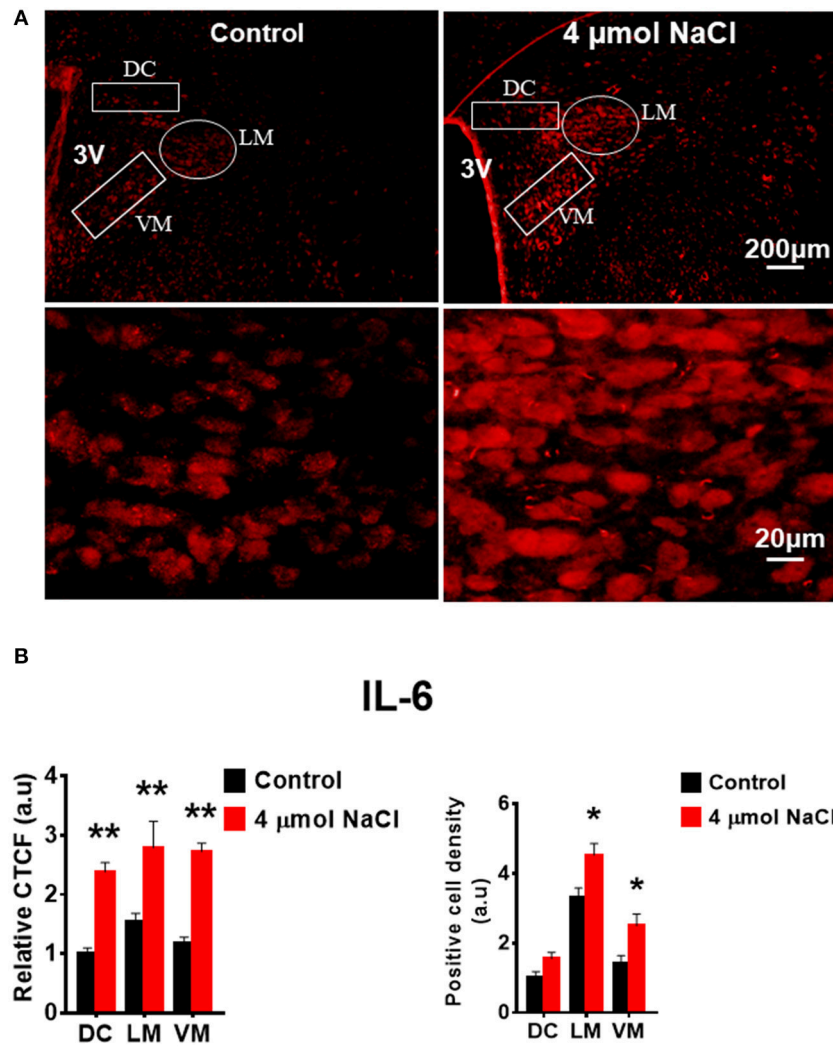 A
Control
DC
LM
3V
VM
4 µmol NaCl
DC
LM
3V
VM
200µm
20µm
B
IL-6
Relative CTCF (a.u)
4
3
2
1
0
**
**
**
DC LM VM
Control
4 µmol NaCl
Positive cell density
(a.u)
6
4
2
0
*
*
DC LM VM
Control
4 µmol NaCl